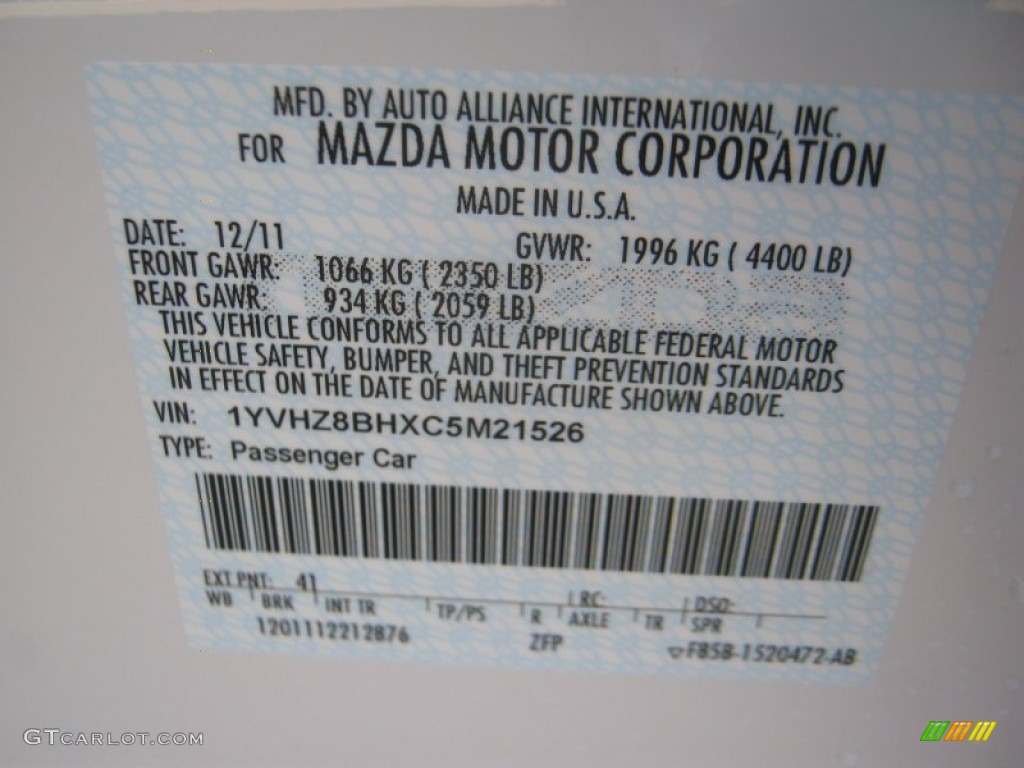 MFD. BY AUTO ALLIANCE INTERNATIONAL, INC.
FOR MAZDA MOTOR CORPORATION
MADE IN U.S.A.
DATE: 12/11 GVWR: 1996 KG ( 4400 LB)
FRONT GAWR: 1066 KG ( 2350 LB)
REAR GAWR: 934 KG ( 2059 LB)
THIS VEHICLE CONFORMS TO ALL APPLICABLE FEDERAL MOTOR
VEHICLE SAFETY, BUMPER, AND THEFT PREVENTION STANDARDS
IN EFFECT ON THE DATE OF MANUFACTURE SHOWN ABOVE.
VIN: 1YVHZ8BHXC5M21526
TYPE: Passenger Car
EXT PNT: 41 RC: DSO:
WB BRK INT TR TP/PS R AXLE TR SPR
1201112212876 ZFP F85B-1520472-AB
GTCARLOT.COM